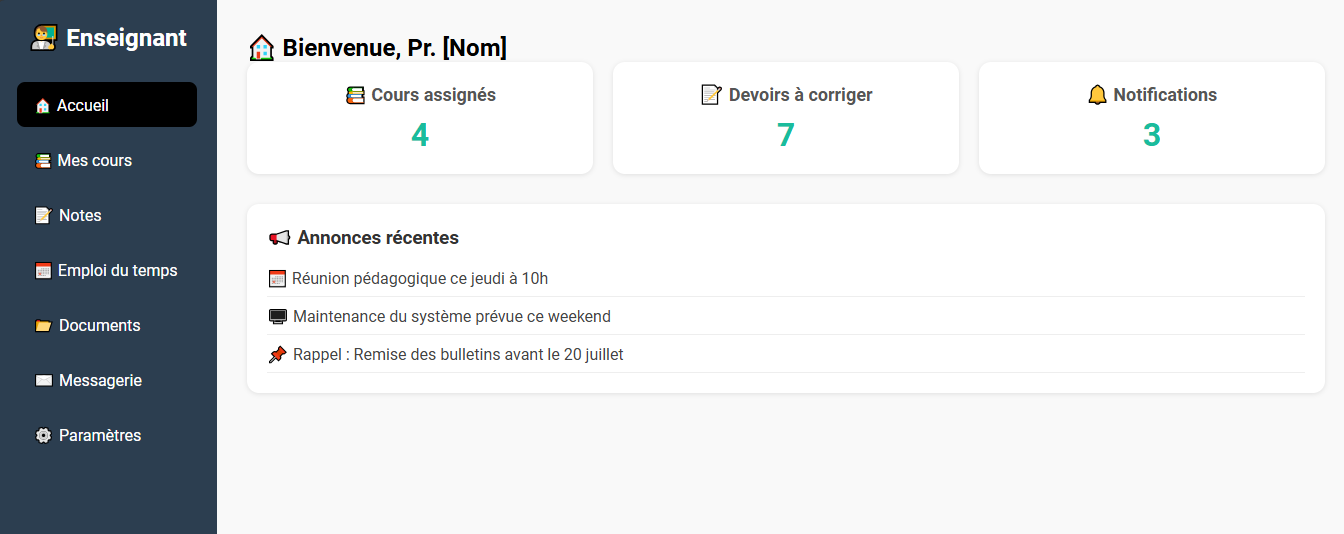 Enseignant
Accueil
Mes cours
Notes
Emploi du temps
Documents
Messagerie
Paramètres
Bienvenue, Pr. [Nom]
Cours assignés
4
Devoirs à corriger
7
Notifications
3
Annonces récentes
Réunion pédagogique ce jeudi à 10h
Maintenance du système prévue ce weekend
Rappel : Remise des bulletins avant le 20 juillet